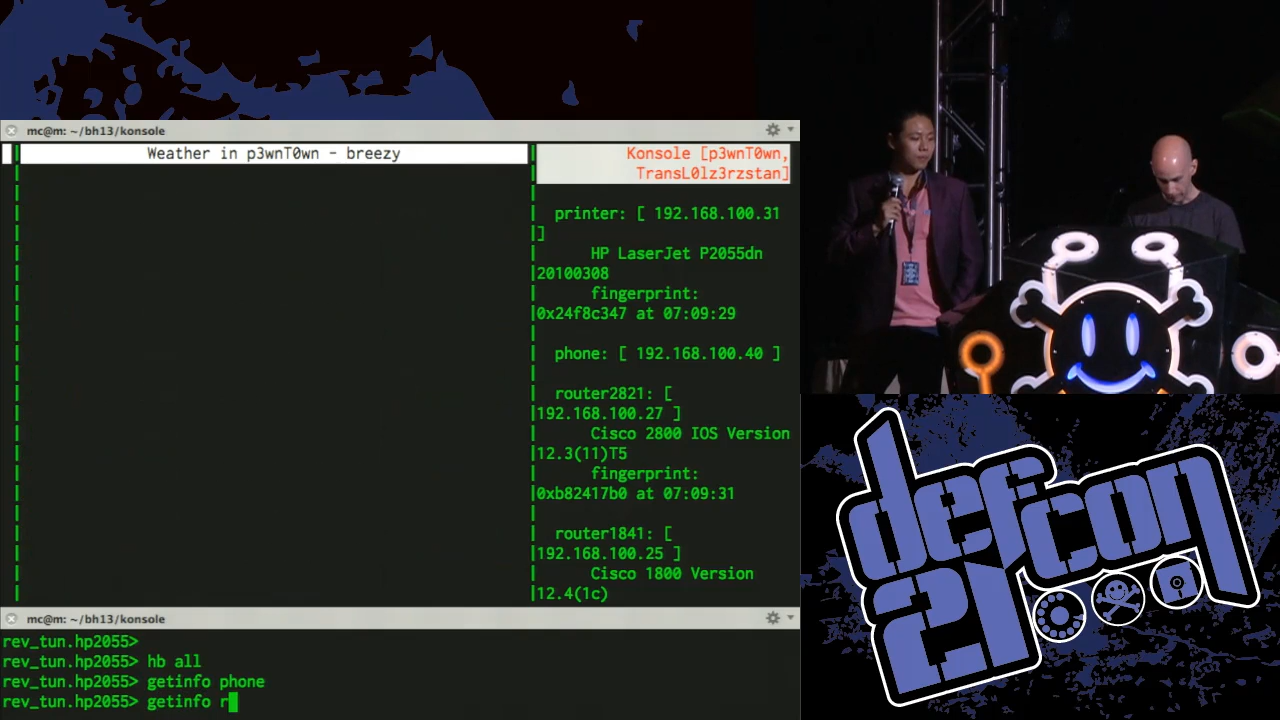 mc@m: ~/bh13/konsole
Weather in p3wnT0wn - breezy
Konsole [p3wnT0wn,
TransL0lz3rzstan]
printer: [ 192.168.100.31
]
HP LaserJet P2055dn
20100308
fingerprint:
0x24f8c347 at 07:09:29
phone: [ 192.168.100.40 ]
router2821: [
192.168.100.27 ]
Cisco 2800 IOS Version
12.3(11)T5
fingerprint:
0xb82417b0 at 07:09:31
router1841: [
192.168.100.25 ]
Cisco 1800 Version
12.4(1c)
mc@m: ~/bh13/konsole
rev_tun.hp2055>
rev_tun.hp2055> hb all
rev_tun.hp2055> getinfo phone
rev_tun.hp2055> getinfo r
defcon
21